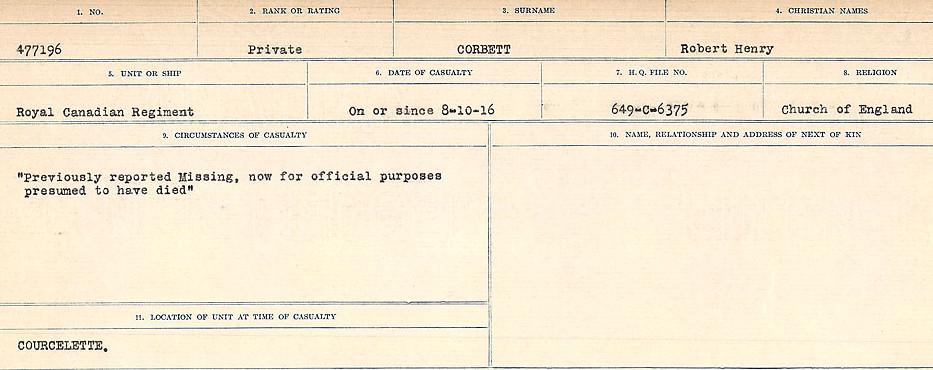 1. NO.
2. RANK OR RATING
3. SURNAME
4. CHRISTIAN NAMES
477196
Private
CORBETT
Robert Henry
5. UNIT OR SHIP
6. DATE OF CASUALTY
7. H. Q. FILE NO.
8. RELIGION
Royal Canadian Regiment
On or since 8-10-16
649-C-6375
Church of England
9. CIRCUMSTANCES OF CASUALTY
10. NAME, RELATIONSHIP AND ADDRESS OF NEXT OF KIN
"Previously reported Missing, now for official purposes
presumed to have died"
11. LOCATION OF UNIT AT TIME OF CASUALTY
COURCELETTE.